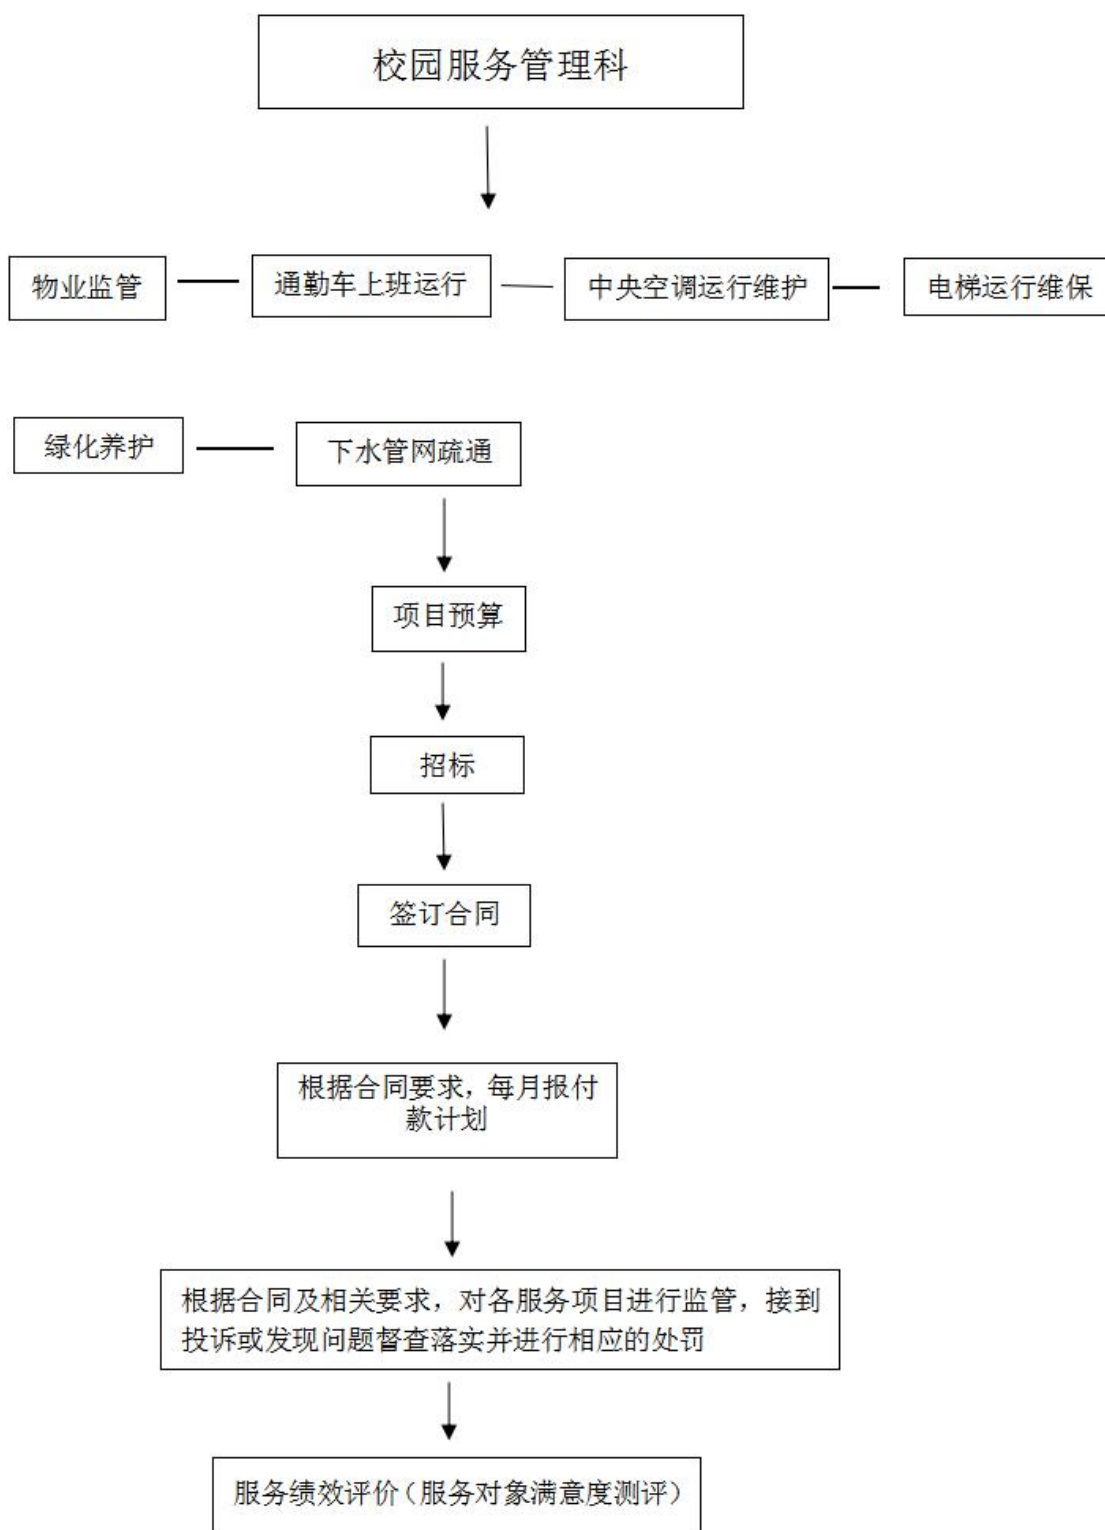 校园服务管理科
物业监管
通勤车上班运行
中央空调运行维护
电梯运行维保
绿化养护
下水管网疏通
项目预算
招标
签订合同
根据合同要求，每月报付
款计划
根据合同及相关要求，对各服务项目进行监管，接到
投诉或发现问题督查落实并进行相应的处罚
服务绩效评价（服务对象满意度测评）